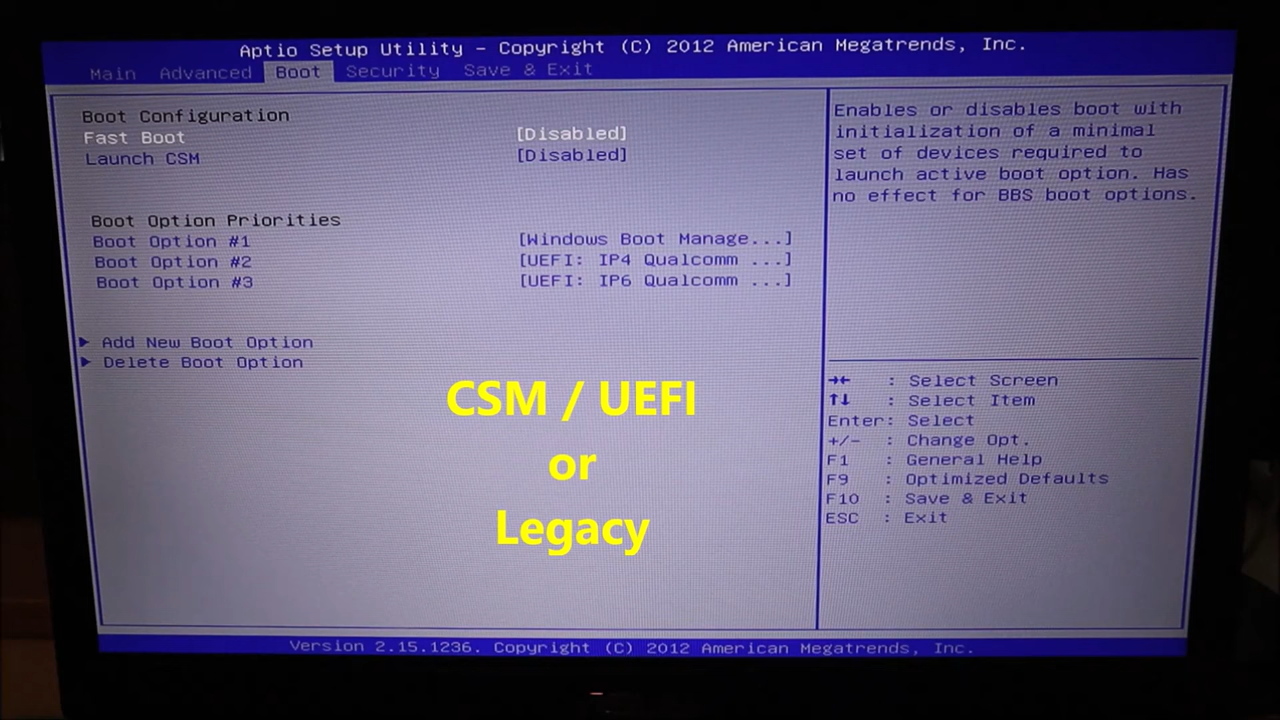 Aptio Setup Utility - Copyright (C) 2012 American Megatrends, Inc.
Main Advanced Boot Security Save & Exit
Boot Configuration
Fast Boot [Disabled]
Launch CSM [Disabled]
Boot Option Priorities
Boot Option #1 [Windows Boot Manage...]
Boot Option #2 [UEFI: IP4 Qualcomm ...]
Boot Option #3 [UEFI: IP6 Qualcomm ...]
Add New Boot Option
Delete Boot Option
CSM / UEFI
or
Legacy
Enables or disables boot with
initialization of a minimal
set of devices required to
launch active boot option. Has
no effect for BBS boot options.
→← : Select Screen
↑↓ : Select Item
Enter: Select
+/- : Change Opt.
F1 : General Help
F9 : Optimized Defaults
F10 : Save & Exit
ESC : Exit
Version 2.15.1236. Copyright (C) 2012 American Megatrends, Inc.